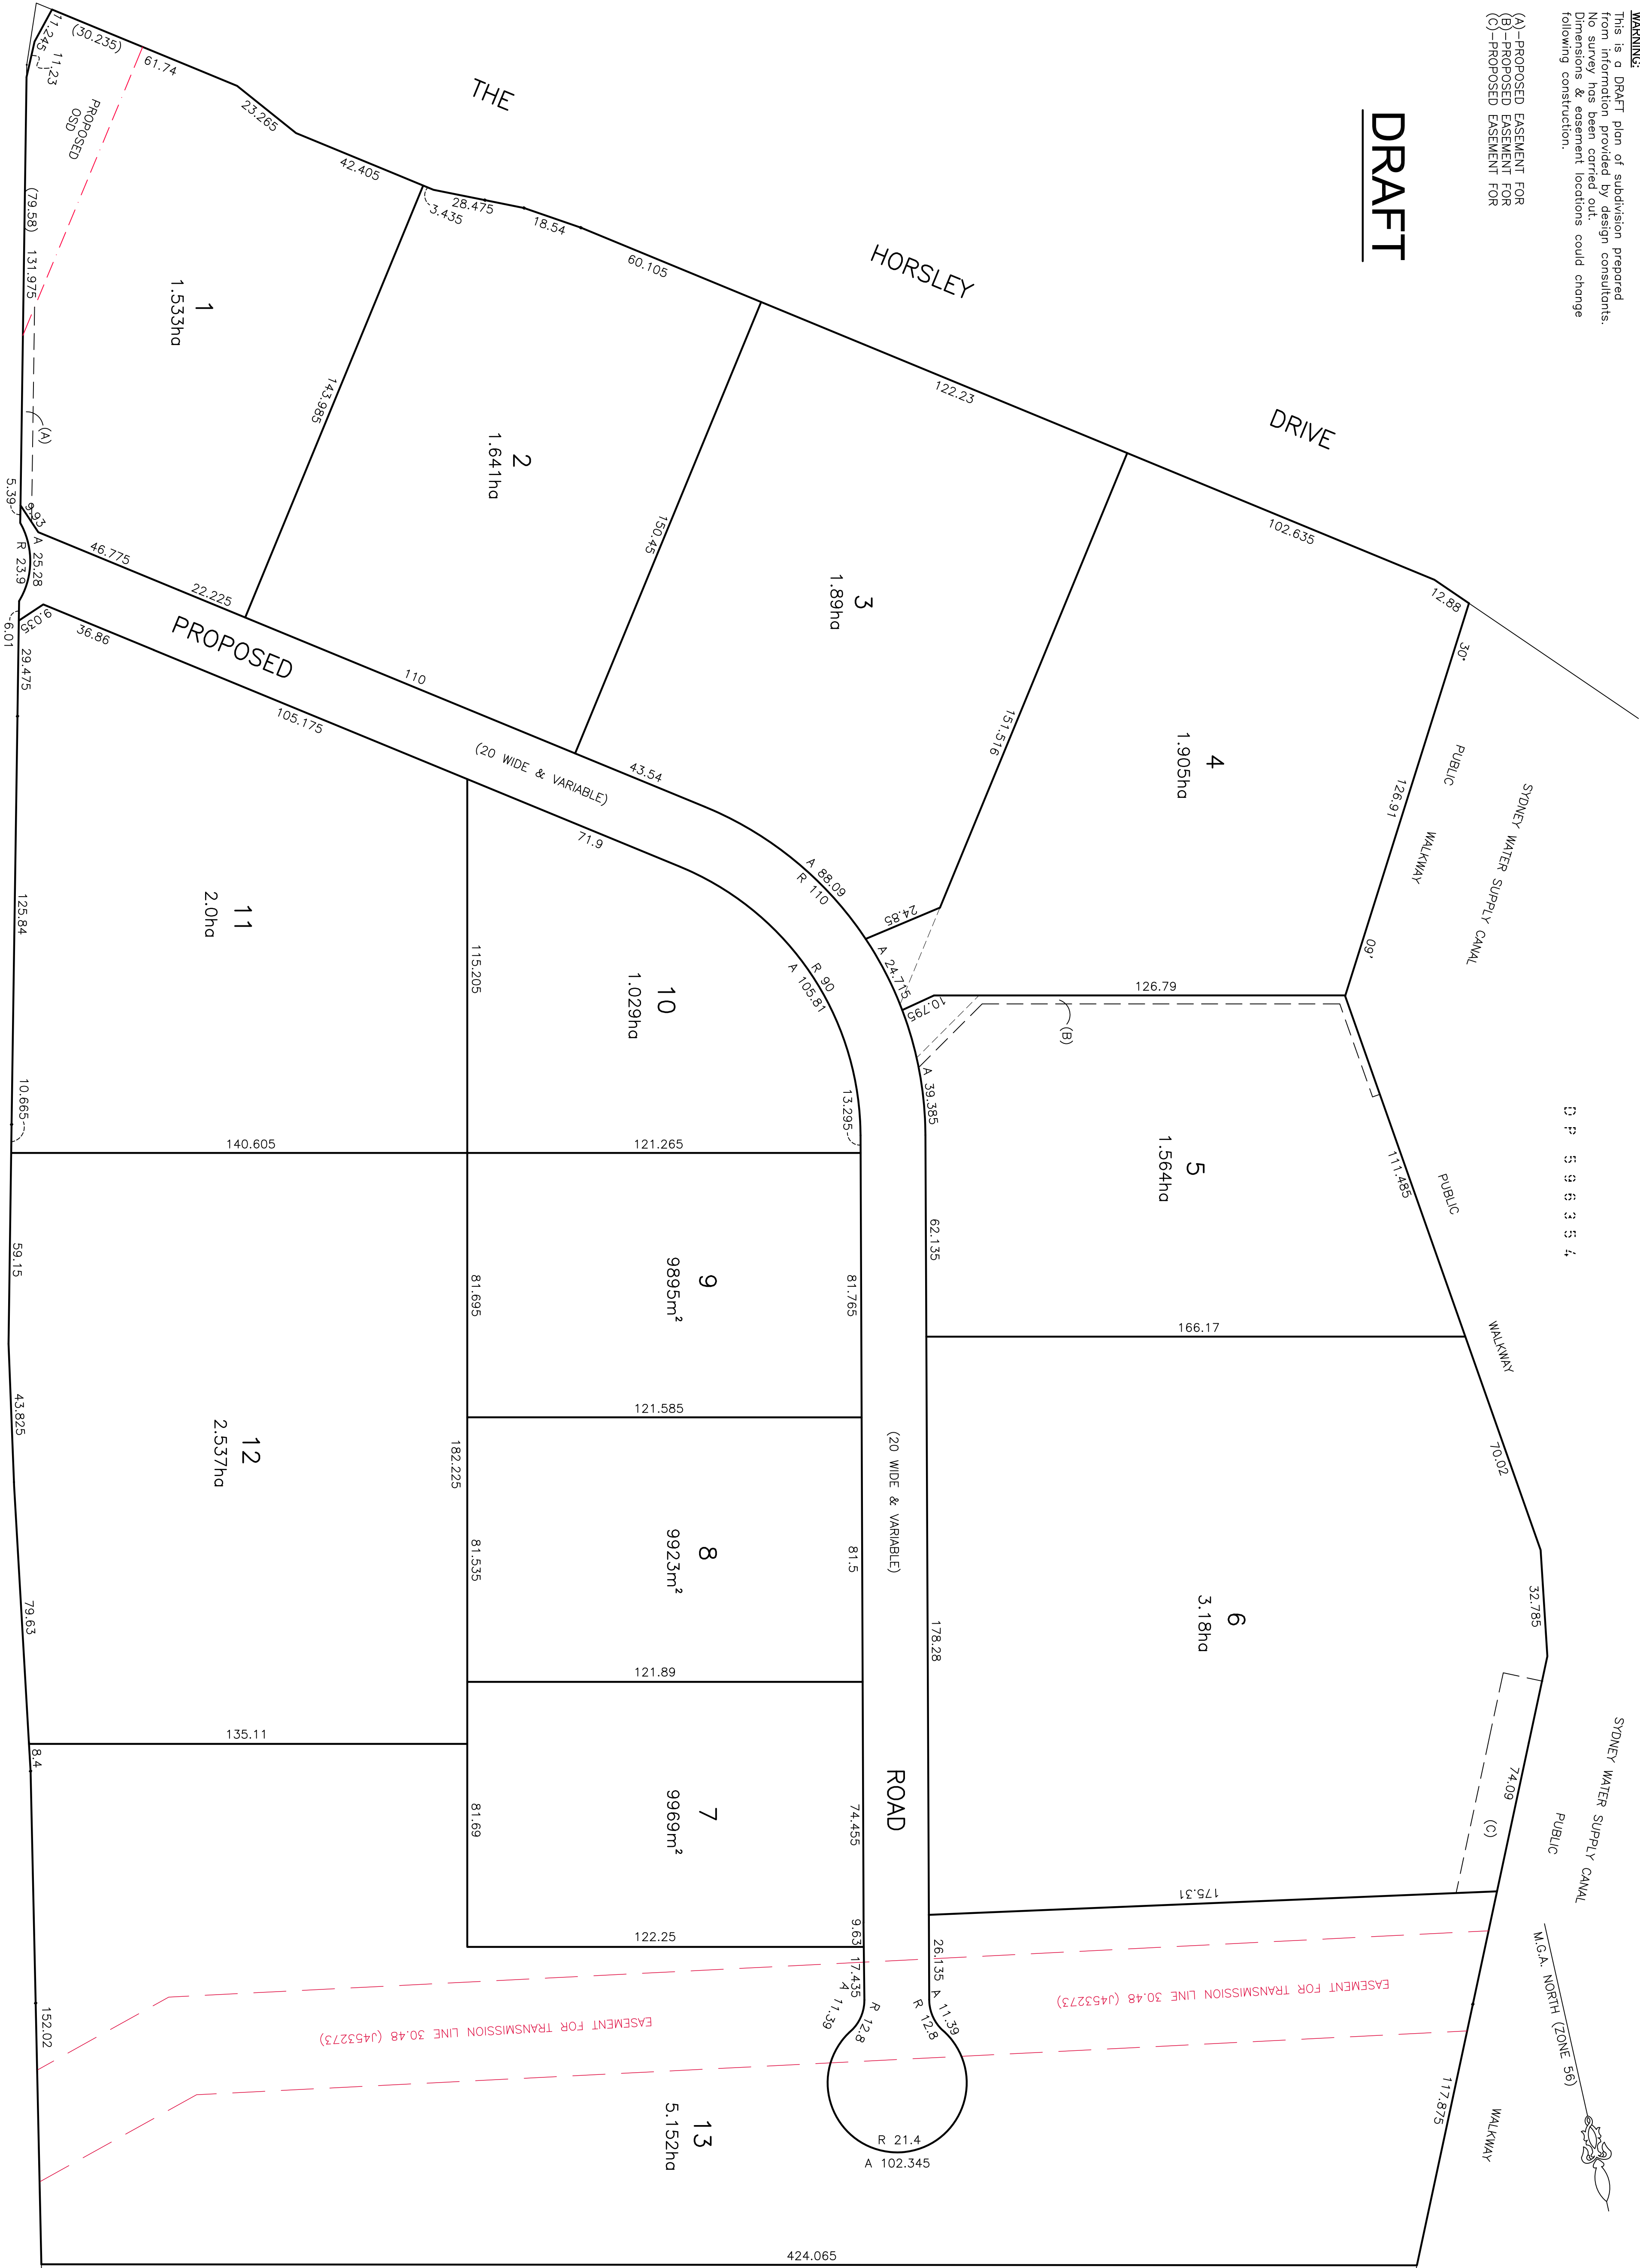 WARNING:
This is a DRAFT plan of subdivision prepared
from information provided by design consultants.
No survey has been carried out.
Dimensions & easement locations could change
following construction.
(A)-PROPOSED EASEMENT FOR
(B)-PROPOSED EASEMENT FOR
(C)-PROPOSED EASEMENT FOR
DRAFT
THE
HORSLEY
DRIVE
11.245
11.23
(30.235)
61.74
23.265
42.405
3.435
28.475
18.54
60.105
122.23
102.635
12.88
PROPOSED
OSD
(79.58)
131.975
(A)
1
1.533ha
143.985
2
1.641ha
150.45
3
1.89ha
151.516
4
1.905ha
30°
126.91
60°
PUBLIC
WALKWAY
SYDNEY WATER SUPPLY CANAL
DP 596354
5.39
9.93
A 25.28
R 23.9
9.035
6.01
29.475
46.775
22.225
36.86
PROPOSED
110
105.175
(20 WIDE & VARIABLE)
43.54
71.9
A 88.09
R 110
24.85
A 24.715
10.795
R 90
A 105.81
126.79
(B)
A 39.385
13.295
11
2.0ha
125.84
10.665
115.205
10
1.029ha
140.605
121.265
5
1.564ha
62.135
111.485
PUBLIC
WALKWAY
166.17
59.15
43.825
79.63
12
2.537ha
182.225
81.695
9
9895m²
81.765
121.585
81.535
8
9923m²
81.5
(20 WIDE & VARIABLE)
178.28
121.89
6
3.18ha
70.02
32.785
74.09
(C)
175.31
135.11
8.4
81.69
7
9969m²
74.455
9.63
122.25
ROAD
17.435
A 11.39
R 12.8
26.135
A 11.39
R 12.8
R 21.4
A 102.345
EASEMENT FOR TRANSMISSION LINE 30.48 (J453273)
EASEMENT FOR TRANSMISSION LINE 30.48 (J453273)
13
5.152ha
152.02
424.065
117.875
SYDNEY WATER SUPPLY CANAL
PUBLIC
WALKWAY
M.G.A. NORTH (ZONE 56)